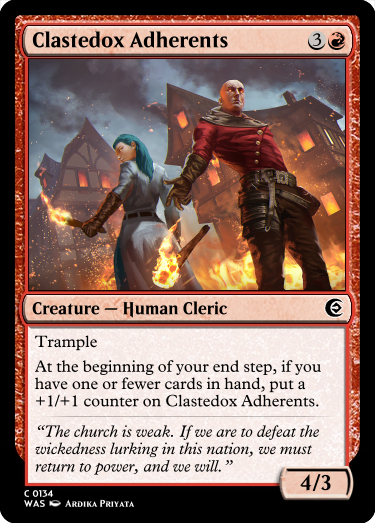 Clastedox Adherents 3
Creature — Human Cleric
Trample
At the beginning of your end step, if you
have one or fewer cards in hand, put a
+1/+1 counter on Clastedox Adherents.
“The church is weak. If we are to defeat the
wickedness lurking in this nation, we must
return to power, and we will.”
4/3
C 0134
WAS Ardika Priyata